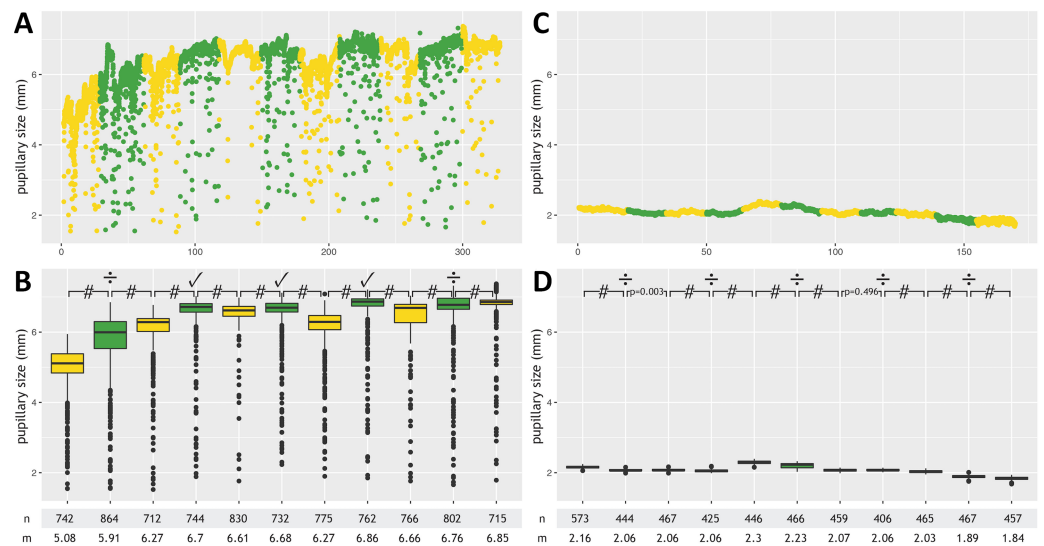 A
pupillary size (mm)
6
4
2
0 100 200 300
C
pupillary size (mm)
6
4
2
0 50 100 150
B
÷ ✓ ✓ ✓ ÷
# # # # # # # # # #
pupillary size (mm)
6
4
2
n
742 864 712 744 830 732 775 762 766 802 715
m
5.08 5.91 6.27 6.7 6.61 6.68 6.27 6.86 6.66 6.76 6.85
D
÷ ÷ ÷ ÷ ÷
# p=0.003 # # # # p=0.496 # # #
pupillary size (mm)
6
4
2
n
573 444 467 425 446 466 459 406 465 467 457
m
2.16 2.06 2.06 2.06 2.3 2.23 2.07 2.06 2.03 1.89 1.84